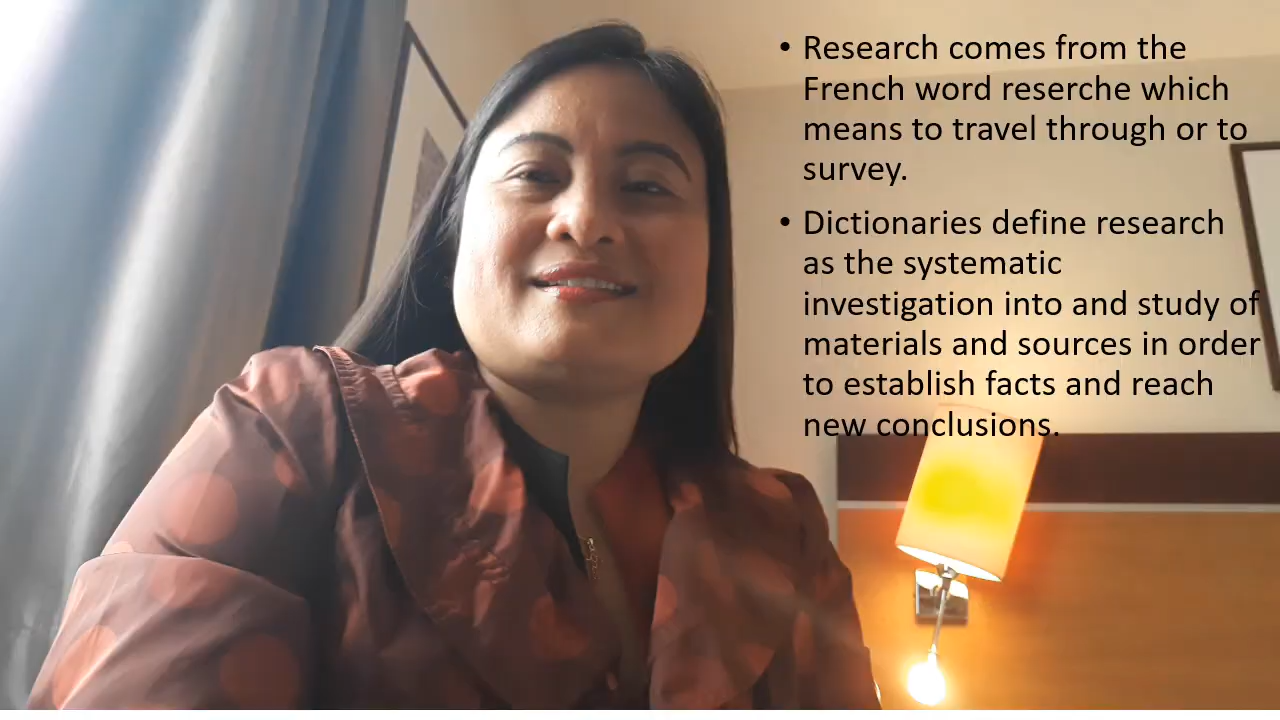 • Research comes from the
French word reserche which
means to travel through or to
survey.
• Dictionaries define research
as the systematic
investigation into and study of
materials and sources in order
to establish facts and reach
new conclusions.